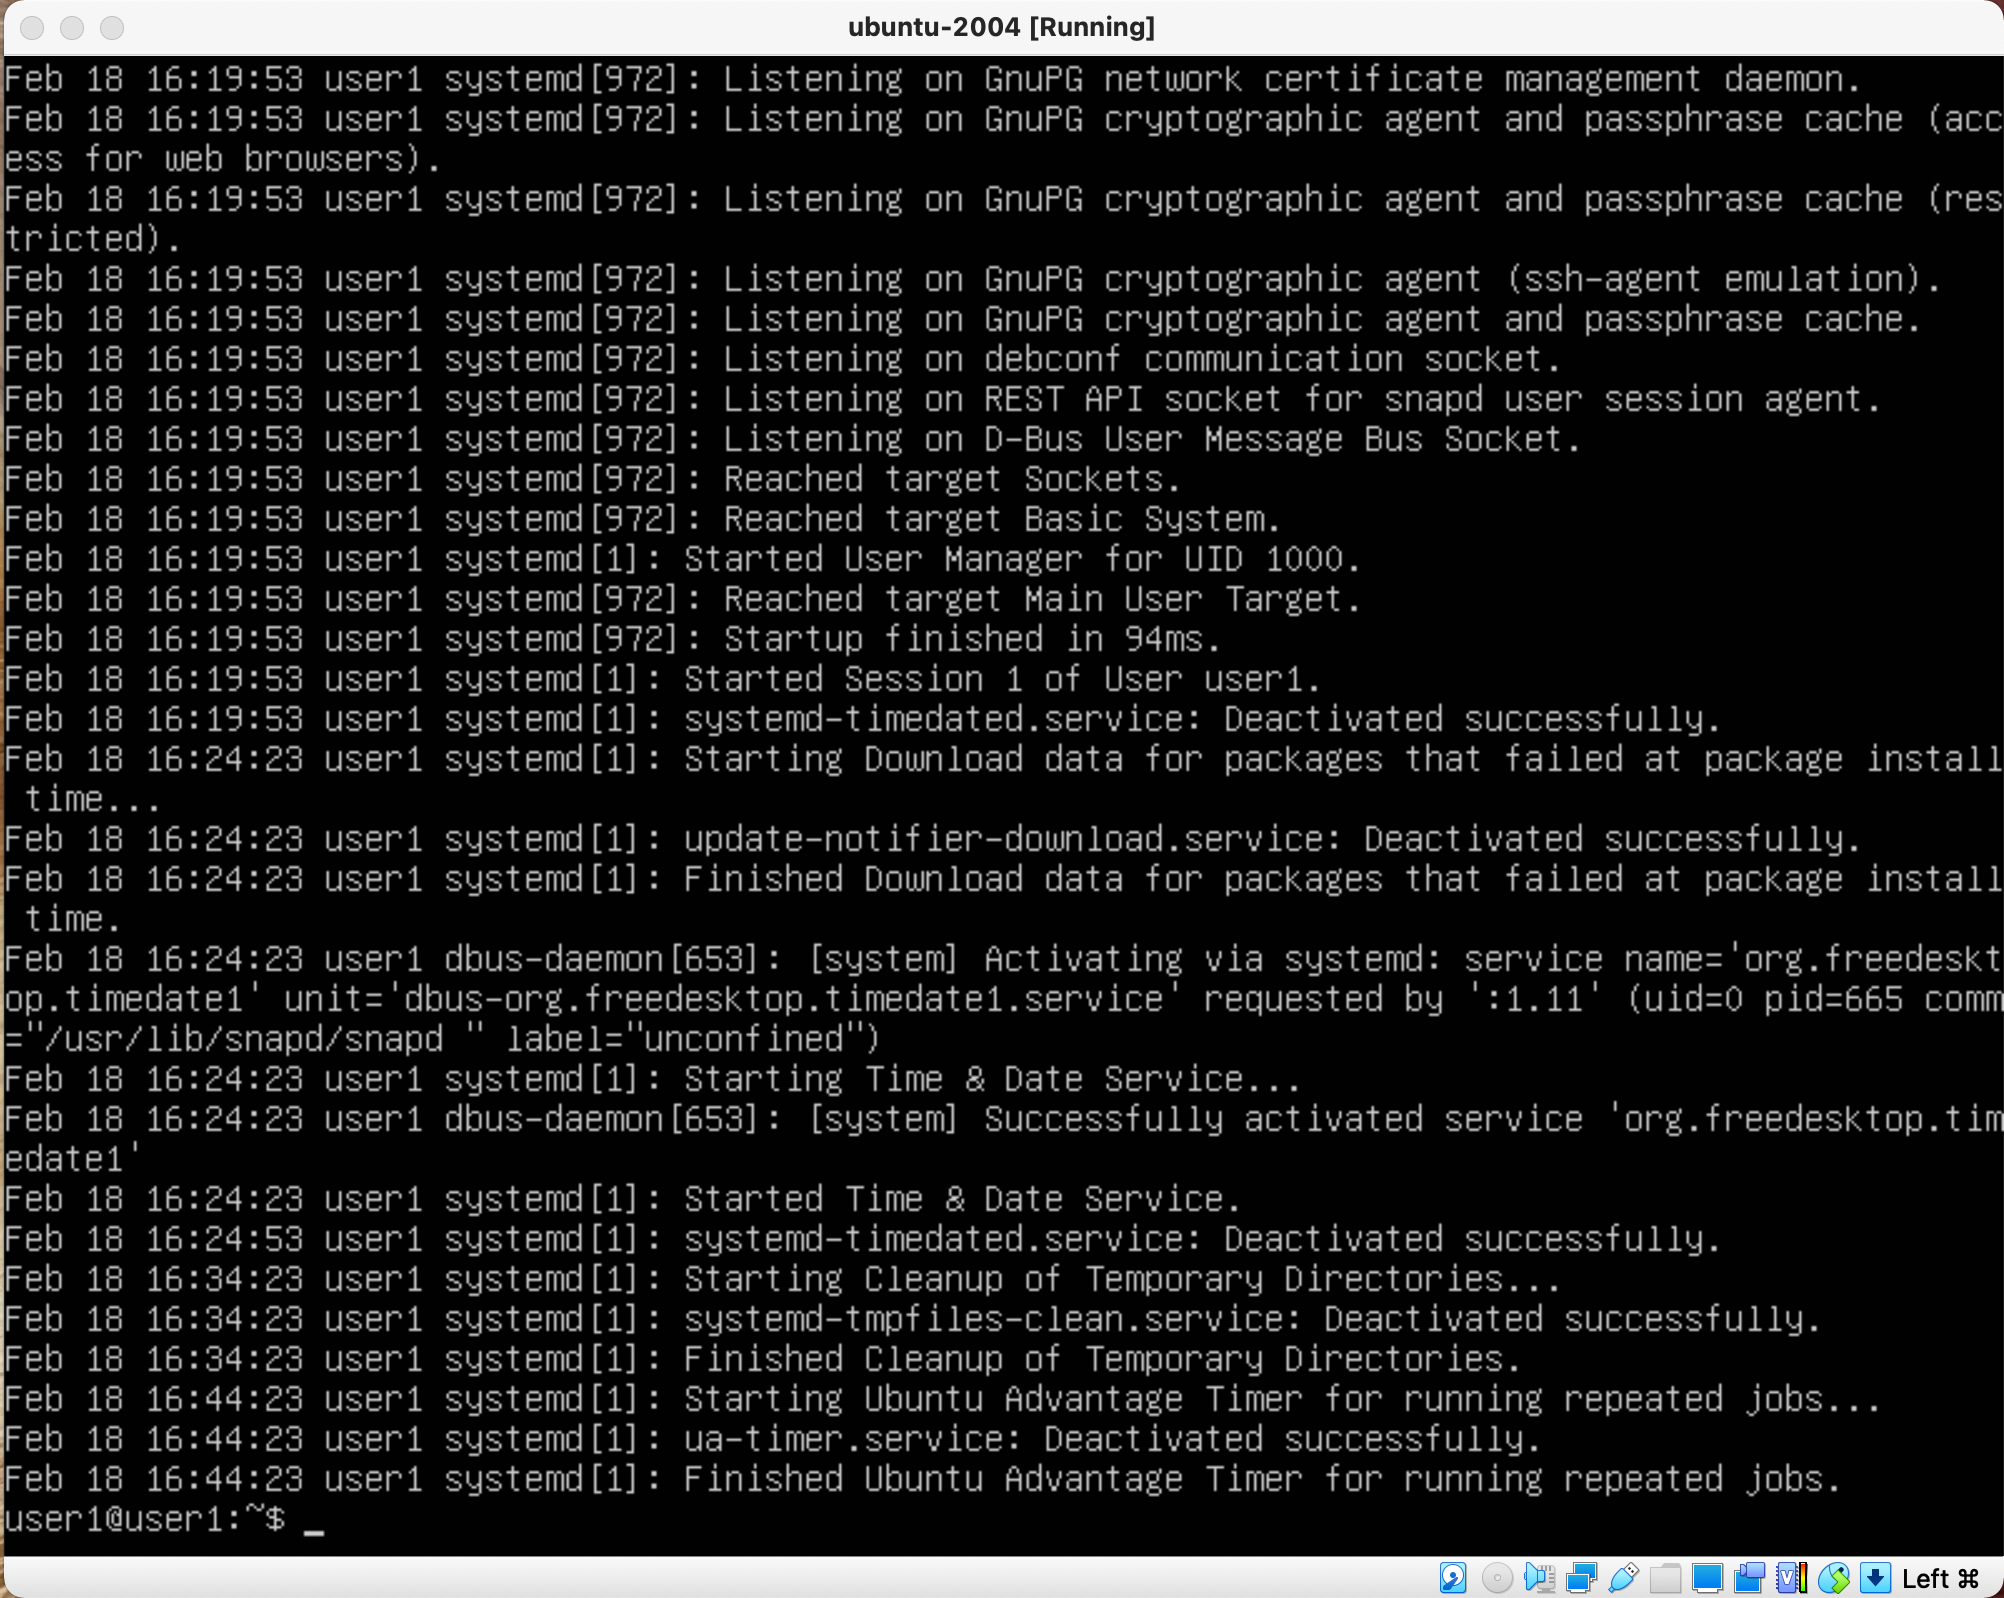 ubuntu-2004 [Running]
Feb 18 16:19:53 user1 systemd[972]: Listening on GnuPG network certificate management daemon.
Feb 18 16:19:53 user1 systemd[972]: Listening on GnuPG cryptographic agent and passphrase cache (acc
ess for web browsers).
Feb 18 16:19:53 user1 systemd[972]: Listening on GnuPG cryptographic agent and passphrase cache (res
tricted).
Feb 18 16:19:53 user1 systemd[972]: Listening on GnuPG cryptographic agent (ssh-agent emulation).
Feb 18 16:19:53 user1 systemd[972]: Listening on GnuPG cryptographic agent and passphrase cache.
Feb 18 16:19:53 user1 systemd[972]: Listening on debconf communication socket.
Feb 18 16:19:53 user1 systemd[972]: Listening on REST API socket for snapd user session agent.
Feb 18 16:19:53 user1 systemd[972]: Listening on D-Bus User Message Bus Socket.
Feb 18 16:19:53 user1 systemd[972]: Reached target Sockets.
Feb 18 16:19:53 user1 systemd[972]: Reached target Basic System.
Feb 18 16:19:53 user1 systemd[1]: Started User Manager for UID 1000.
Feb 18 16:19:53 user1 systemd[972]: Reached target Main User Target.
Feb 18 16:19:53 user1 systemd[972]: Startup finished in 94ms.
Feb 18 16:19:53 user1 systemd[1]: Started Session 1 of User user1.
Feb 18 16:19:53 user1 systemd[1]: systemd-timedated.service: Deactivated successfully.
Feb 18 16:24:23 user1 systemd[1]: Starting Download data for packages that failed at package install
 time...
Feb 18 16:24:23 user1 systemd[1]: update-notifier-download.service: Deactivated successfully.
Feb 18 16:24:23 user1 systemd[1]: Finished Download data for packages that failed at package install
 time.
Feb 18 16:24:23 user1 dbus-daemon[653]: [system] Activating via systemd: service name='org.freedeskt
op.timedate1' unit='dbus-org.freedesktop.timedate1.service' requested by ':1.11' (uid=0 pid=665 comm
="/usr/lib/snapd/snapd " label="unconfined")
Feb 18 16:24:23 user1 systemd[1]: Starting Time & Date Service...
Feb 18 16:24:23 user1 dbus-daemon[653]: [system] Successfully activated service 'org.freedesktop.tim
edate1'
Feb 18 16:24:23 user1 systemd[1]: Started Time & Date Service.
Feb 18 16:24:53 user1 systemd[1]: systemd-timedated.service: Deactivated successfully.
Feb 18 16:34:23 user1 systemd[1]: Starting Cleanup of Temporary Directories...
Feb 18 16:34:23 user1 systemd[1]: systemd-tmpfiles-clean.service: Deactivated successfully.
Feb 18 16:34:23 user1 systemd[1]: Finished Cleanup of Temporary Directories.
Feb 18 16:44:23 user1 systemd[1]: Starting Ubuntu Advantage Timer for running repeated jobs...
Feb 18 16:44:23 user1 systemd[1]: ua-timer.service: Deactivated successfully.
Feb 18 16:44:23 user1 systemd[1]: Finished Ubuntu Advantage Timer for running repeated jobs.
user1@user1:~$ _
Left ⌘